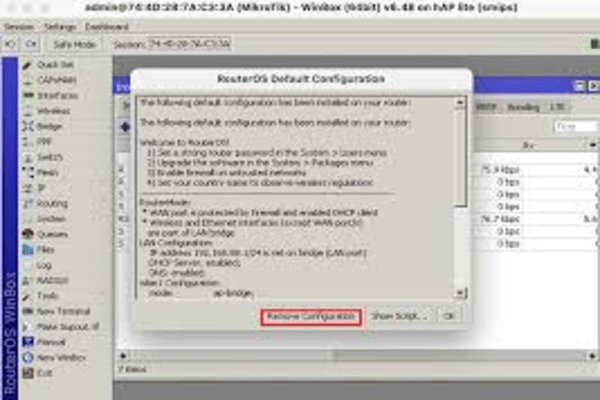 admin@74:4D:28:7A:C3:3A (MikroTik) - WinBox (64bit) v6.48 on hAP lite (smips)
Session Settings Dashboard
Safe Mode Session: 74:4D:28:7A:C3:3A
Quick Set
CAPsMAN
Interfaces
Wireless
Bridge
PPP
Switch
Mesh
IP
Routing
System
Queues
Files
Log
RADIUS
Tools
New Terminal
Make Supout.rif
Manual
New WinBox
Exit
RouterOS WinBox
RouterOS Default Configuration
The following default configuration has been installed on your router:
The following default configuration has been installed on your router:
Welcome to RouterOS!
1) Set a strong router password in the System > Users menu
2) Upgrade the software in the System > Packages menu
3) Enable firewall on untrusted networks
4) Set your country name to observe wireless regulations
RouterMode:
* WAN port is protected by firewall and enabled DHCP client
* Wireless and Ethernet interfaces (except WAN port/s)
are part of LAN bridge
LAN Configuration:
IP address 192.168.88.1/24 is set on bridge (LAN port)
DHCP Server: enabled;
DNS: enabled;
wlan1 Configuration:
mode: ap-bridge;
Remove Configuration
Show Script...
OK
Bonding LTE
Find
Rx
75.9 kbps
0 bps
0 bps
0 bps
76.7 kbps
0 bps
0 bps
7 items